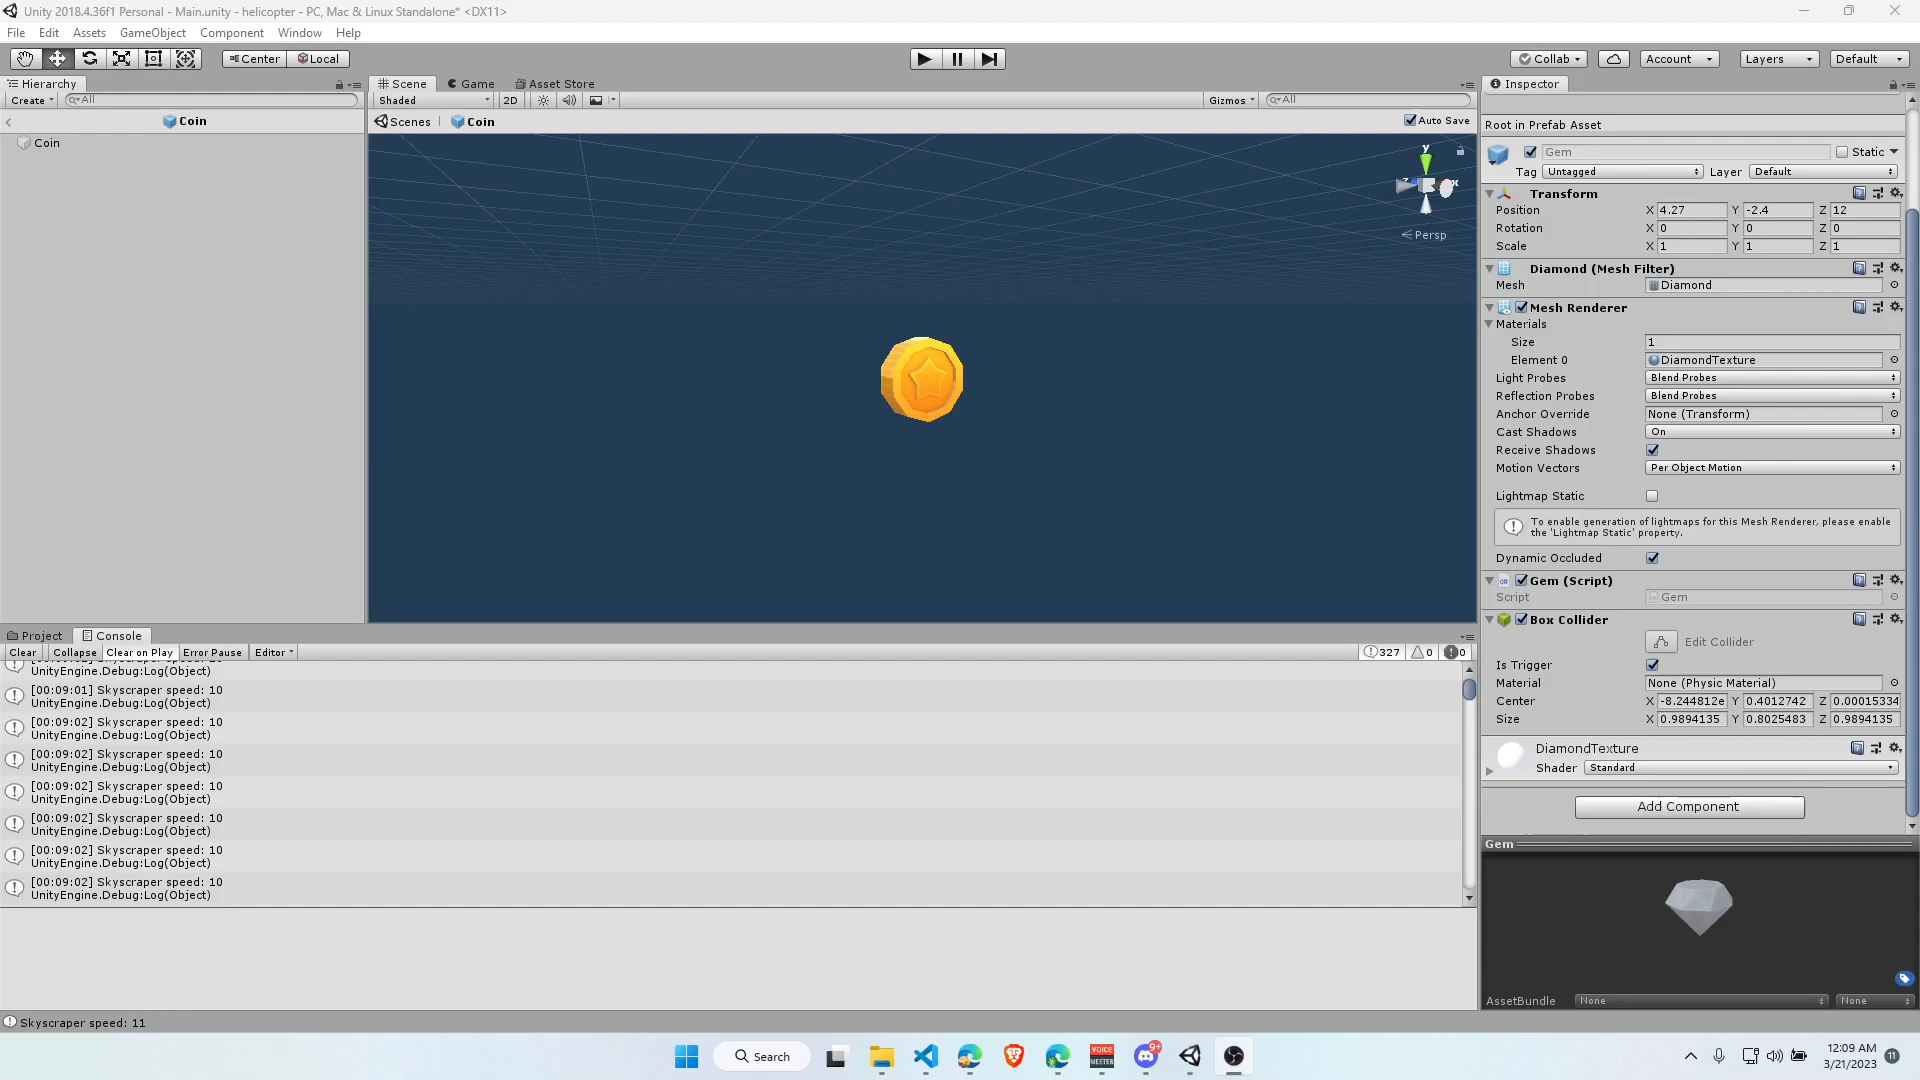 Unity 2018.4.36f1 Personal - Main.unity - helicopter - PC, Mac & Linux Standalone* <DX11>
File Edit Assets GameObject Component Window Help
Center Local Collab Account Layers Default
Hierarchy Scene Game Asset Store Inspector
Create All Shaded 2D Gizmos All
Coin Scenes Coin Auto Save
Coin
y
x
Persp
Root in Prefab Asset
Gem Static
Tag Untagged Layer Default
Transform
Position X 4.27 Y -2.4 Z 12
Rotation X 0 Y 0 Z 0
Scale X 1 Y 1 Z 1
Diamond (Mesh Filter)
Mesh Diamond
Mesh Renderer
Materials
Size 1
Element 0 DiamondTexture
Light Probes Blend Probes
Reflection Probes Blend Probes
Anchor Override None (Transform)
Cast Shadows On
Receive Shadows
Motion Vectors Per Object Motion
Lightmap Static
To enable generation of lightmaps for this Mesh Renderer, please enable
the 'Lightmap Static' property.
Dynamic Occluded
Gem (Script)
Script Gem
Box Collider
Edit Collider
Is Trigger
Material None (Physic Material)
Center X -8.244812e Y 0.4012742 Z 0.00015334
Size X 0.9894135 Y 0.8025483 Z 0.9894135
DiamondTexture
Shader Standard
Add Component
Gem
AssetBundle None None
Project Console
Clear Collapse Clear on Play Error Pause Editor 327 0 0
UnityEngine.Debug:Log(Object)
[00:09:01] Skyscraper speed: 10
UnityEngine.Debug:Log(Object)
[00:09:02] Skyscraper speed: 10
UnityEngine.Debug:Log(Object)
[00:09:02] Skyscraper speed: 10
UnityEngine.Debug:Log(Object)
[00:09:02] Skyscraper speed: 10
UnityEngine.Debug:Log(Object)
[00:09:02] Skyscraper speed: 10
UnityEngine.Debug:Log(Object)
[00:09:02] Skyscraper speed: 10
UnityEngine.Debug:Log(Object)
[00:09:02] Skyscraper speed: 10
UnityEngine.Debug:Log(Object)
Skyscraper speed: 11
Search
VOICE
MEETER
9+
12:09 AM
3/21/2023
11